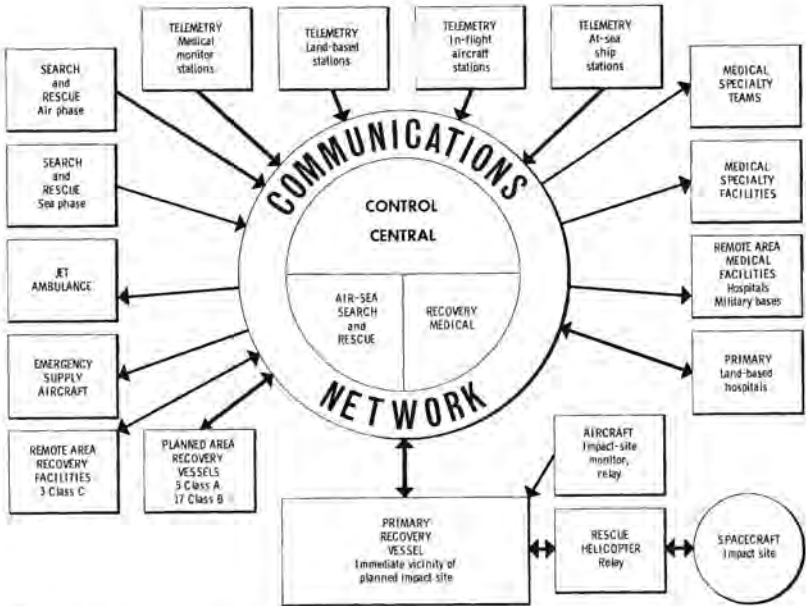 TELEMETRY
Medical
monitor
stations
TELEMETRY
Land-based
stations
TELEMETRY
In-flight
aircraft
stations
TELEMETRY
At-sea
ship
stations
SEARCH
and
RESCUE
Air phase
MEDICAL
SPECIALTY
TEAMS
SEARCH
and
RESCUE
Sea phase
MEDICAL
SPECIALTY
FACILITIES
COMMUNICATIONS
NETWORK
CONTROL
CENTRAL
AIR-SEA
SEARCH
and
RESCUE
RECOVERY
MEDICAL
JET
AMBULANCE
REMOTE AREA
MEDICAL
FACILITIES
Hospitals
Military bases
EMERGENCY
SUPPLY
AIRCRAFT
PRIMARY
Land-based
hospitals
REMOTE AREA
RECOVERY
FACILITIES
3 Class C
PLANNED AREA
RECOVERY
VESSELS
5 Class A
17 Class B
AIRCRAFT
Impact-site
monitor,
relay
PRIMARY
RECOVERY
VESSEL
Immediate vicinity of
planned impact site
RESCUE
HELICOPTER
Relay
SPACECRAFT
Impact site